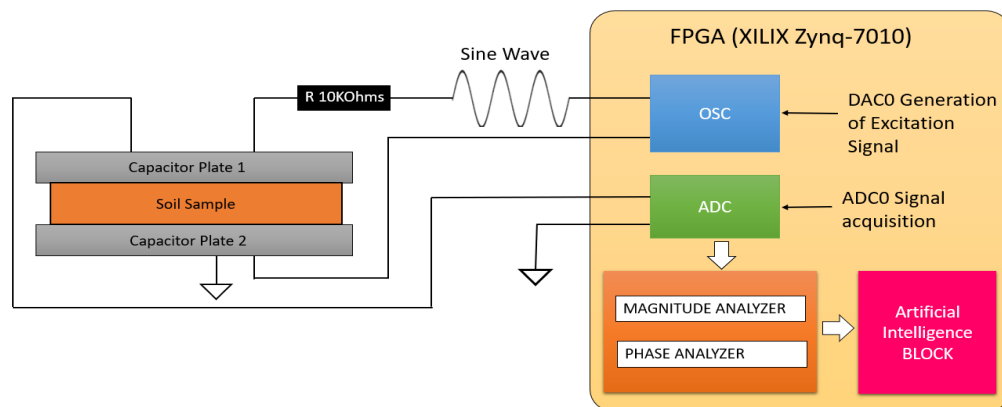 FPGA (XILIX Zynq-7010)
Sine Wave
R 10KOhms
OSC
DAC0 Generation
of Excitation
Signal
Capacitor Plate 1
Soil Sample
Capacitor Plate 2
ADC
ADC0 Signal
acquisition
MAGNITUDE ANALYZER
PHASE ANALYZER
Artificial
Intelligence
BLOCK